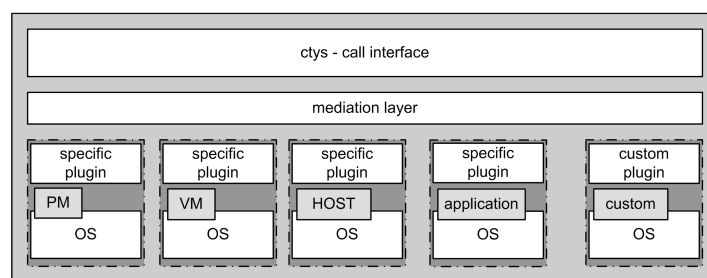 ctys - call interface
mediation layer
specific plugin
specific plugin
specific plugin
specific plugin
custom plugin
PM
VM
HOST
application
custom
OS
OS
OS
OS
OS